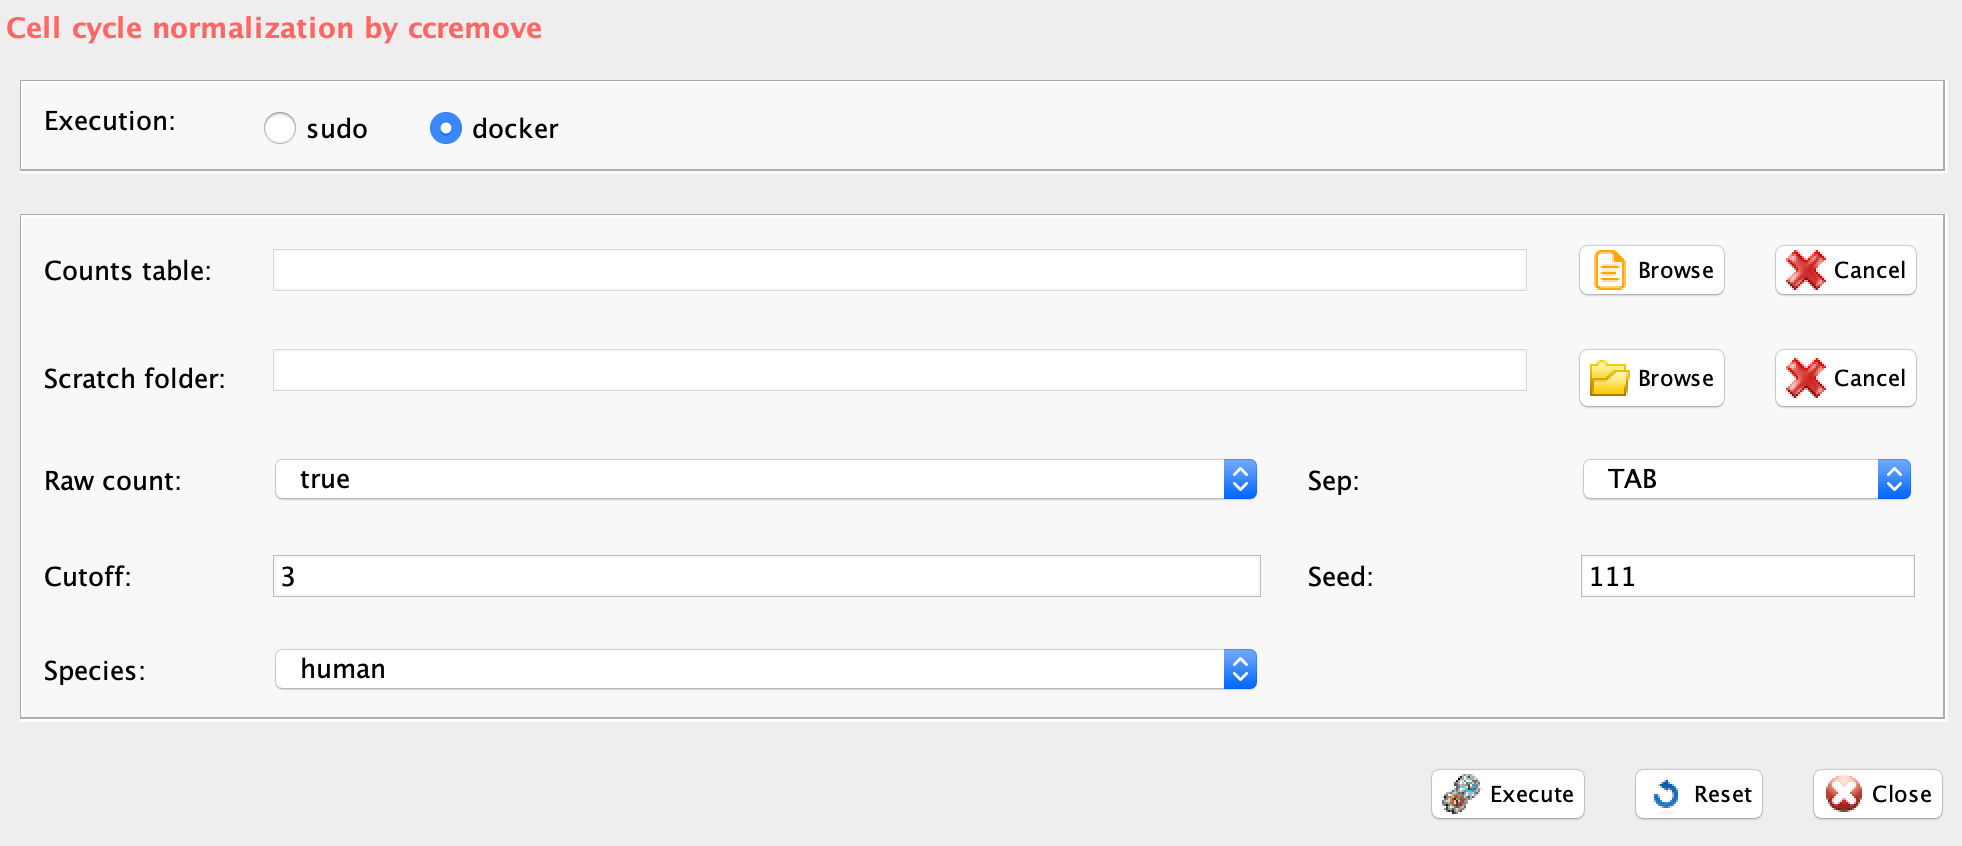 Cell cycle normalization by ccremove
Execution: sudo docker
Counts table: Browse Cancel
Scratch folder: Browse Cancel
Raw count: true Sep: TAB
Cutoff: 3 Seed: 111
Species: human
Execute Reset Close